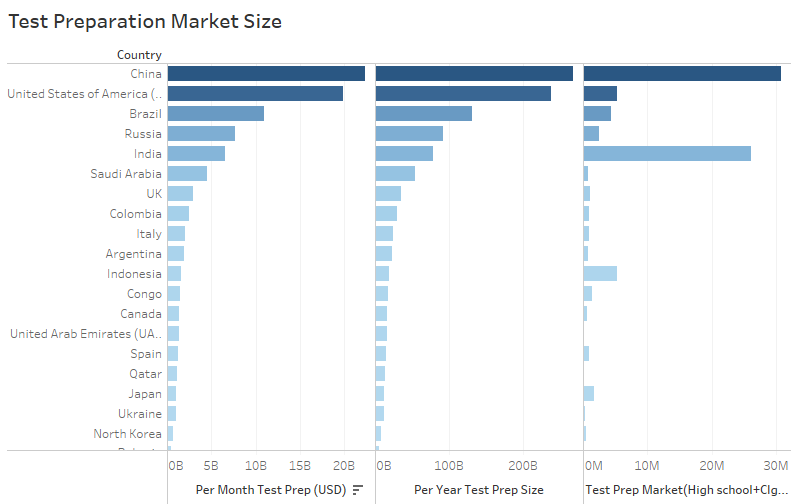 Test Preparation Market Size
Country
China
United States of America (..
Brazil
Russia
India
Saudi Arabia
UK
Colombia
Italy
Argentina
Indonesia
Congo
Canada
United Arab Emirates (UA..
Spain
Qatar
Japan
Ukraine
North Korea
0B 5B 10B 15B 20B 0B 100B 200B 0M 10M 20M 30M
Per Month Test Prep (USD) Per Year Test Prep Size Test Prep Market(High school+Clg...